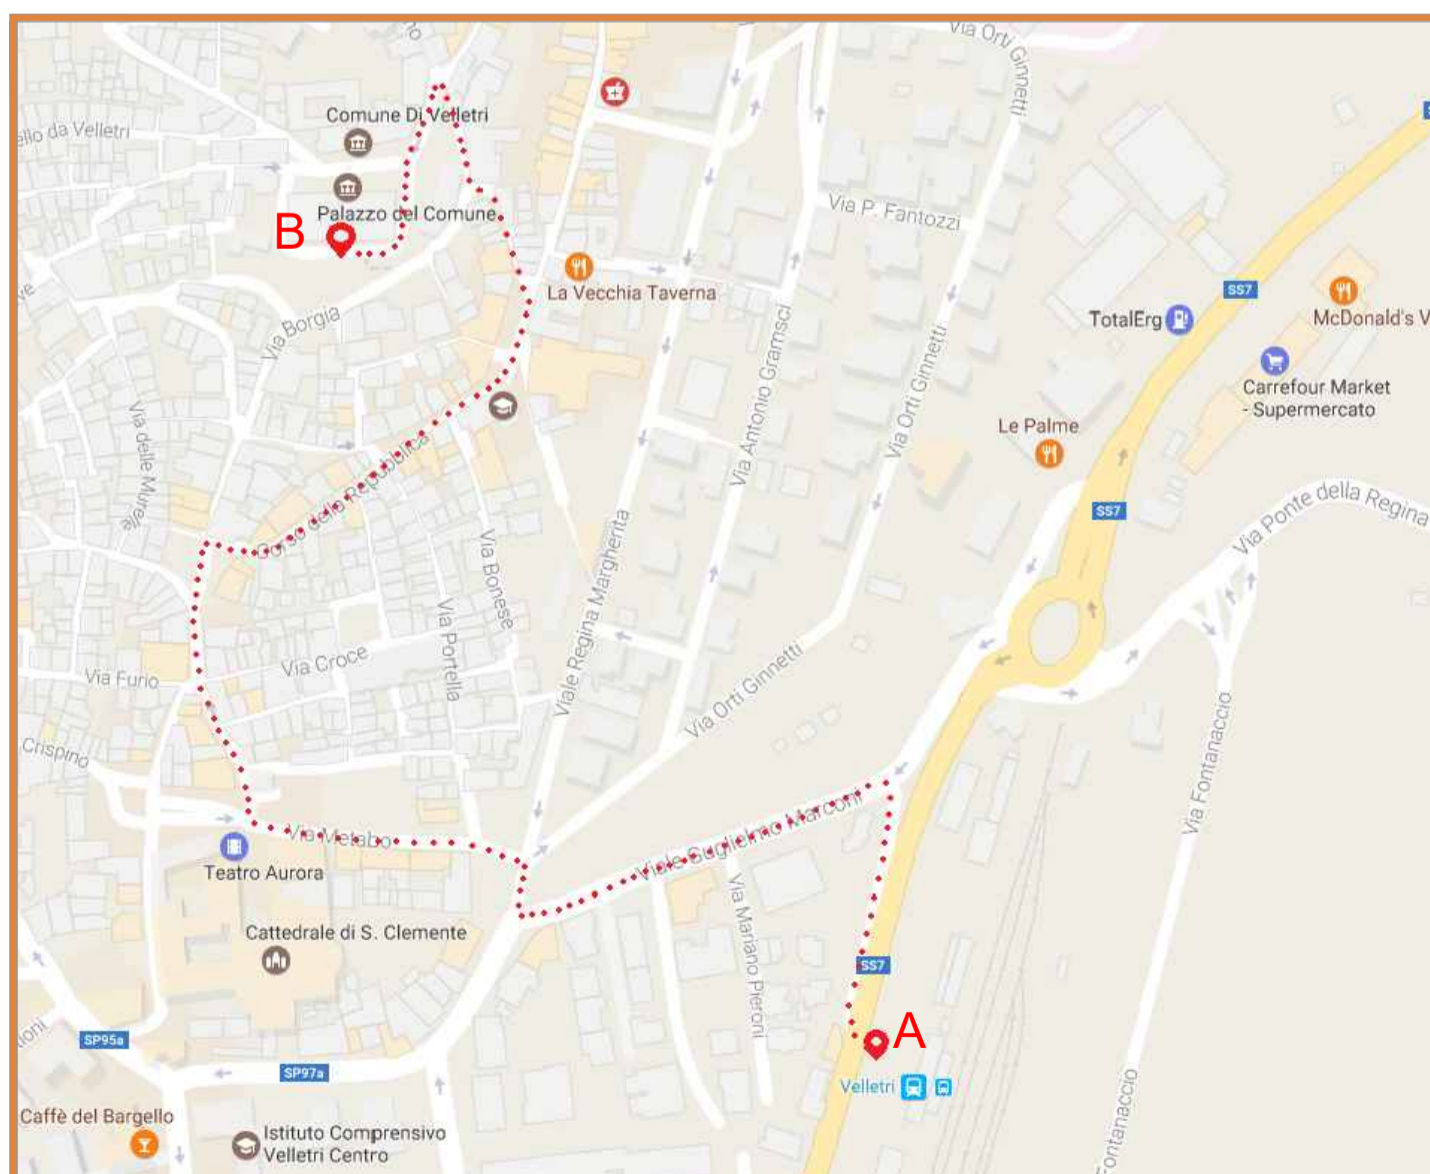 Via Orti Ginnetti
Comune Di Velletri
ello da Velletri
Palazzo del Comune
B
Via P. Fantozzi
La Vecchia Taverna
SS7
McDonald's V
TotalErg
Via Borgia
Carrefour Market
- Supermercato
Via Antonio Gramsci
Via Orti Ginnetti
Le Palme
Via delle Murelle
Corso della Repubblica
SS7
Via Ponte della Regina
Via Bonese
Viale Regina Margherita
Via Portella
Via Croce
Via Furio
Via Orti Ginnetti
Crispino
Via Fontanaccio
Viale Guglielmo Marconi
Via Metabo
Teatro Aurora
Via Mariano Pieroni
Cattedrale di S. Clemente
SS7
A
SP95a
SP97a
Velletri
Caffè del Bargello
Istituto Comprensivo
Velletri Centro
Fontanaccio